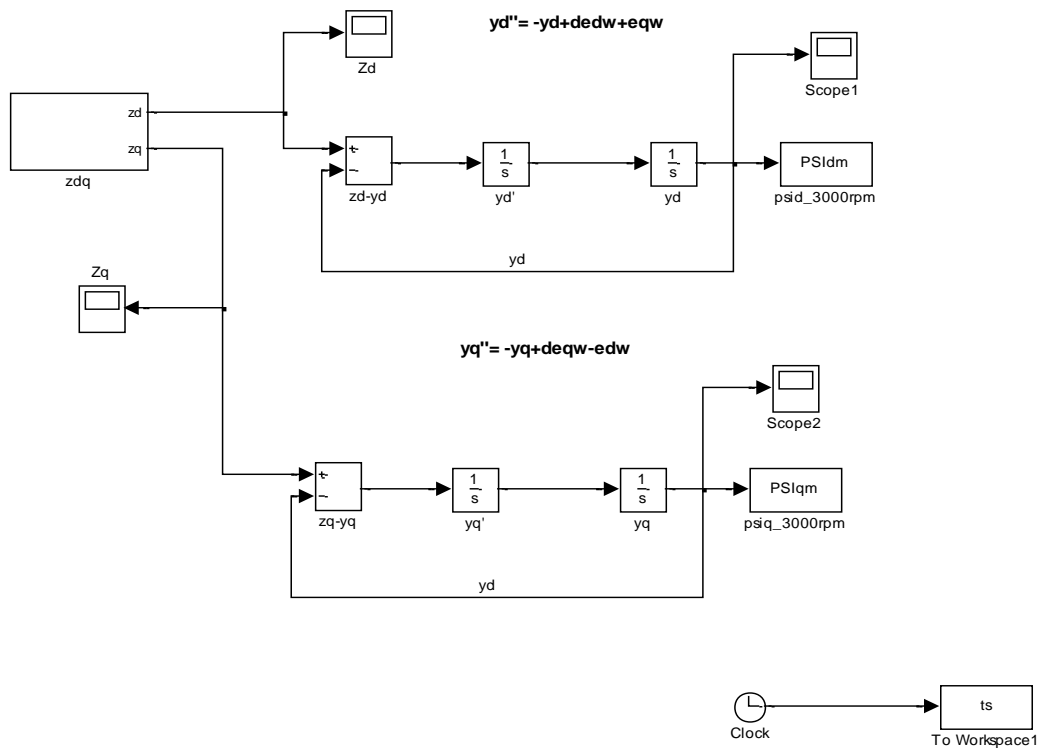 yd"= -yd+dedw+eqw
Zd
Scope1
zd
zq
zdq
+
−
zd-yd
1
s
yd'
1
s
yd
PSIdm
psid_3000rpm
yd
Zq
yq"= -yq+deqw-edw
Scope2
+
−
zq-yq
1
s
yq'
1
s
yq
PSIqm
psiq_3000rpm
yd
Clock
ts
To Workspace1